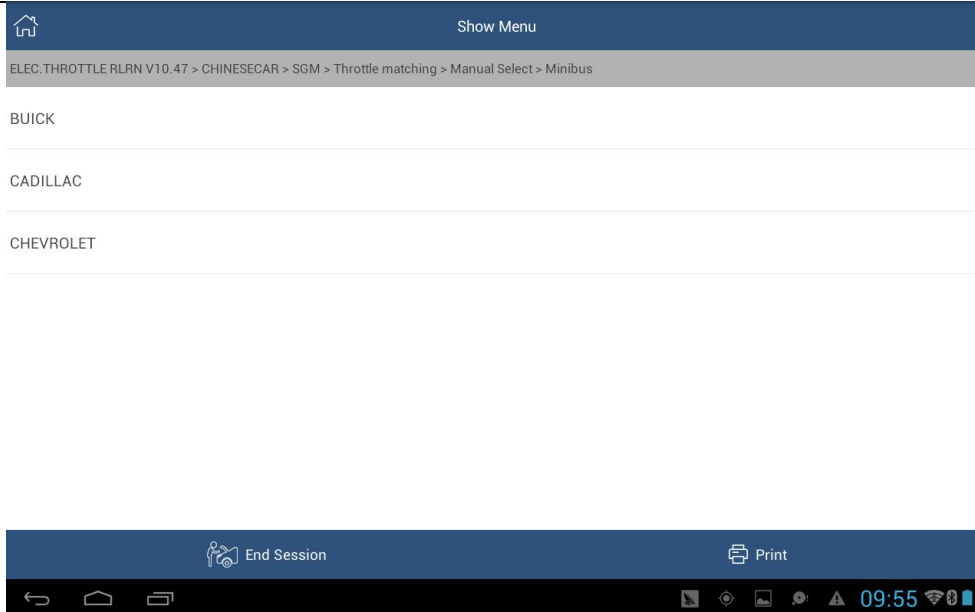 Show Menu
ELEC.THROTTLE RLRN V10.47 > CHINESECAR > SGM > Throttle matching > Manual Select > Minibus
BUICK
CADILLAC
CHEVROLET
End Session
Print
09:55